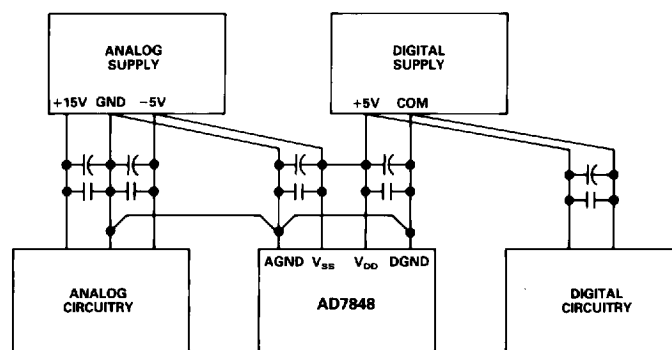 ANALOG
SUPPLY
+15V GND -5V
DIGITAL
SUPPLY
+5V COM
ANALOG
CIRCUITRY
AGND VSS VDD DGND
AD7848
DIGITAL
CIRCUITRY